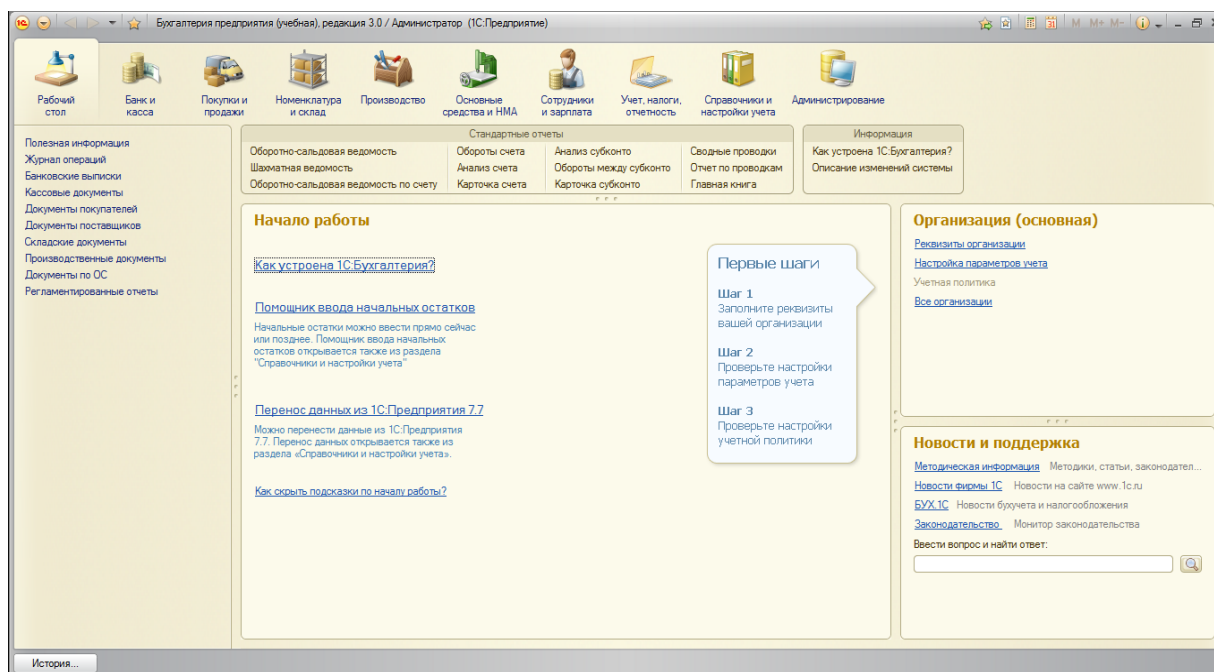 Бухгалтерия предприятия (учебная), редакция 3.0 / Администратор (1С:Предприятие)
M M+ M-
Рабочий стол
Банк и касса
Покупки и продажи
Номенклатура и склад
Производство
Основные средства и НМА
Сотрудники и зарплата
Учет, налоги, отчетность
Справочники и настройки учета
Администрирование
Полезная информация
Журнал операций
Банковские выписки
Кассовые документы
Документы покупателей
Документы поставщиков
Складские документы
Производственные документы
Документы по ОС
Регламентированные отчеты
Стандартные отчеты
Оборотно-сальдовая ведомость
Шахматная ведомость
Оборотно-сальдовая ведомость по счету
Обороты счета
Анализ счета
Карточка счета
Анализ субконто
Обороты между субконто
Карточка субконто
Сводные проводки
Отчет по проводкам
Главная книга
Информация
Как устроена 1С:Бухгалтерия?
Описание изменений системы
Начало работы
Как устроена 1С:Бухгалтерия?
Помощник ввода начальных остатков
Начальные остатки можно ввести прямо сейчас
или позднее. Помощник ввода начальных
остатков открывается также из раздела
"Справочники и настройки учета"
Перенос данных из 1С:Предприятия 7.7
Можно перенести данные из 1С:Предприятия
7.7. Перенос данных открывается также из
раздела «Справочники и настройки учета».
Как скрыть подсказки по началу работы?
Первые шаги
Шаг 1
Заполните реквизиты
вашей организации
Шаг 2
Проверьте настройки
параметров учета
Шаг 3
Проверьте настройки
учетной политики
Организация (основная)
Реквизиты организации
Настройка параметров учета
Учетная политика
Все организации
Новости и поддержка
Методическая информация Методики, статьи, законодател...
Новости фирмы 1С Новости на сайте www.1c.ru
БУХ.1С Новости бухучета и налогообложения
Законодательство Монитор законодательства
Ввести вопрос и найти ответ:
История...